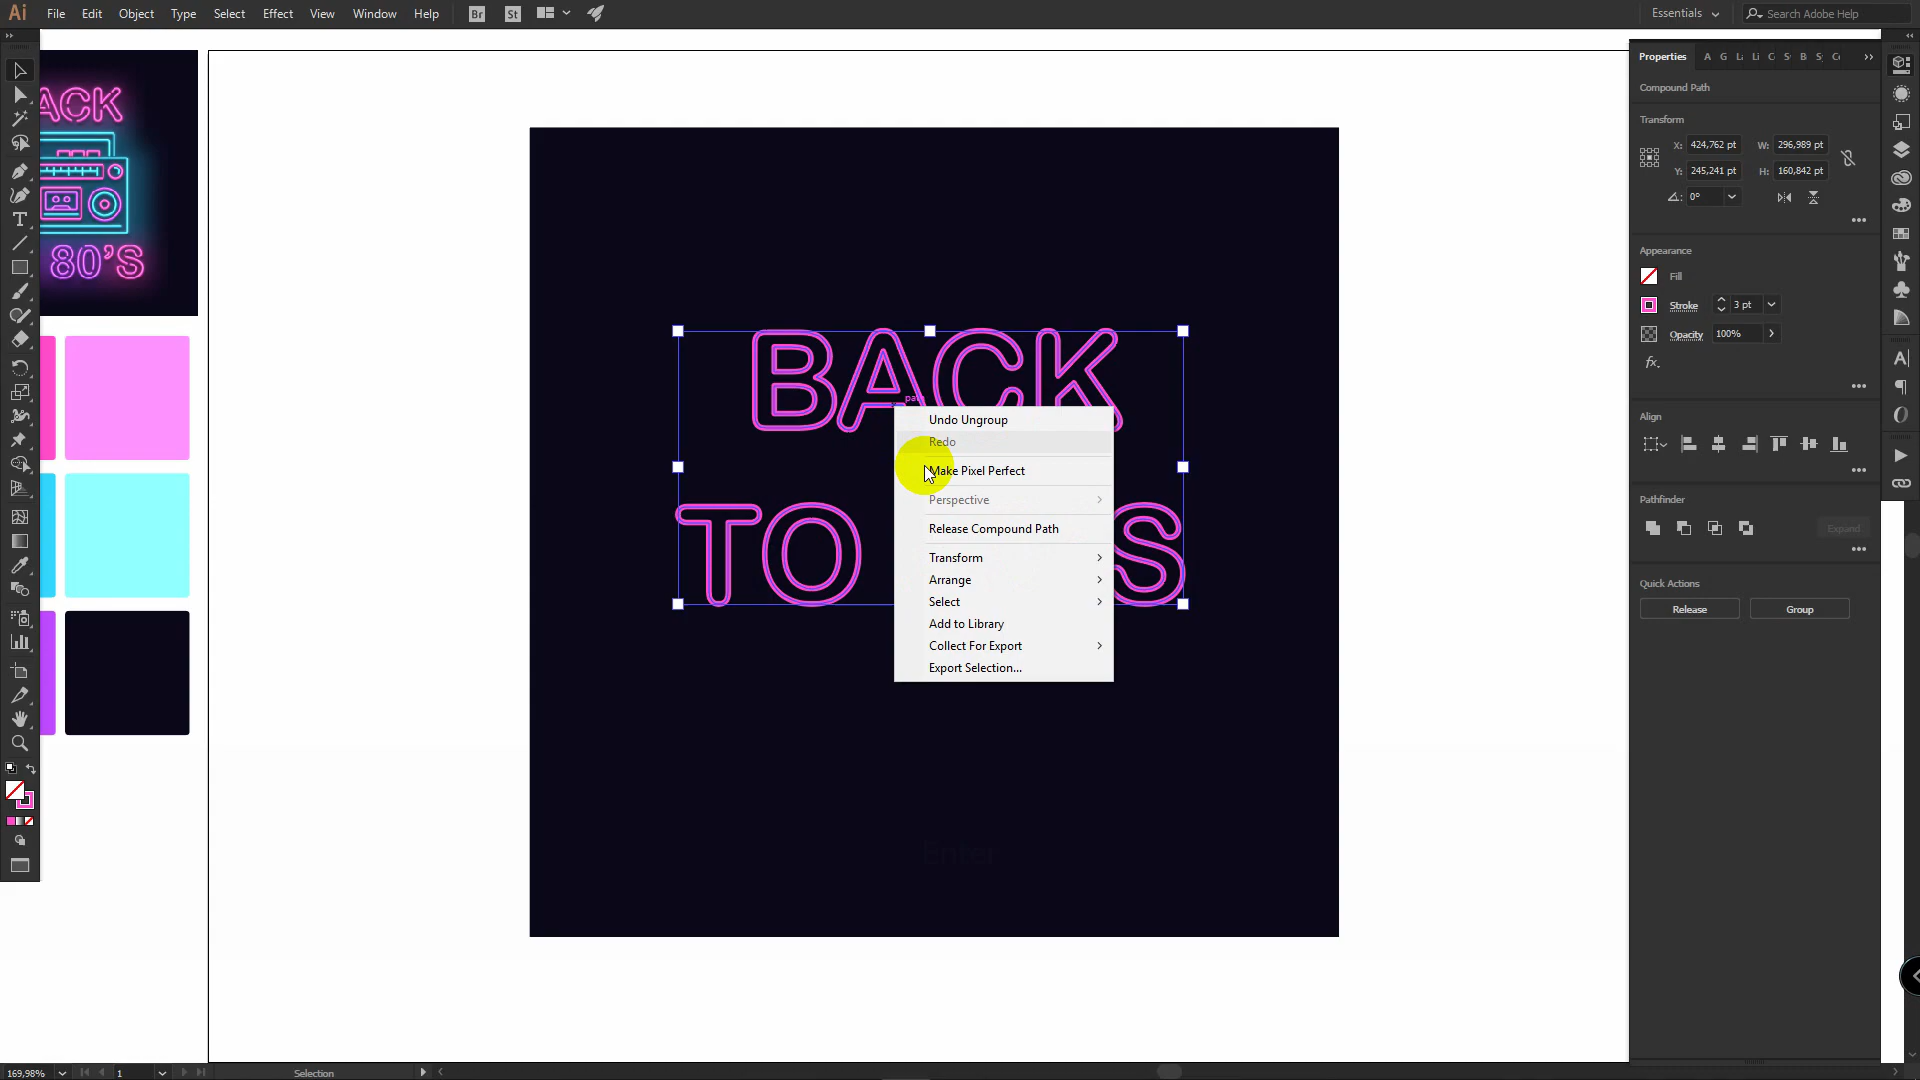 Ai File Edit Object Type Select Effect View Window Help Br St Essentials Search Adobe Help
ACK
80'S
BACK
TO S
path
Undo Ungroup
Redo
Make Pixel Perfect
Perspective
Release Compound Path
Transform
Arrange
Select
Add to Library
Collect For Export
Export Selection...
Enter
Properties A G L Li C S B S C
Compound Path
Transform
X: 424,762 pt W: 296,989 pt
Y: 245,241 pt H: 160,842 pt
0°
Appearance
Fill
Stroke 3 pt
Opacity 100%
fx.
Align
Pathfinder
Expand
Quick Actions
Release Group
169,98% 1 Selection